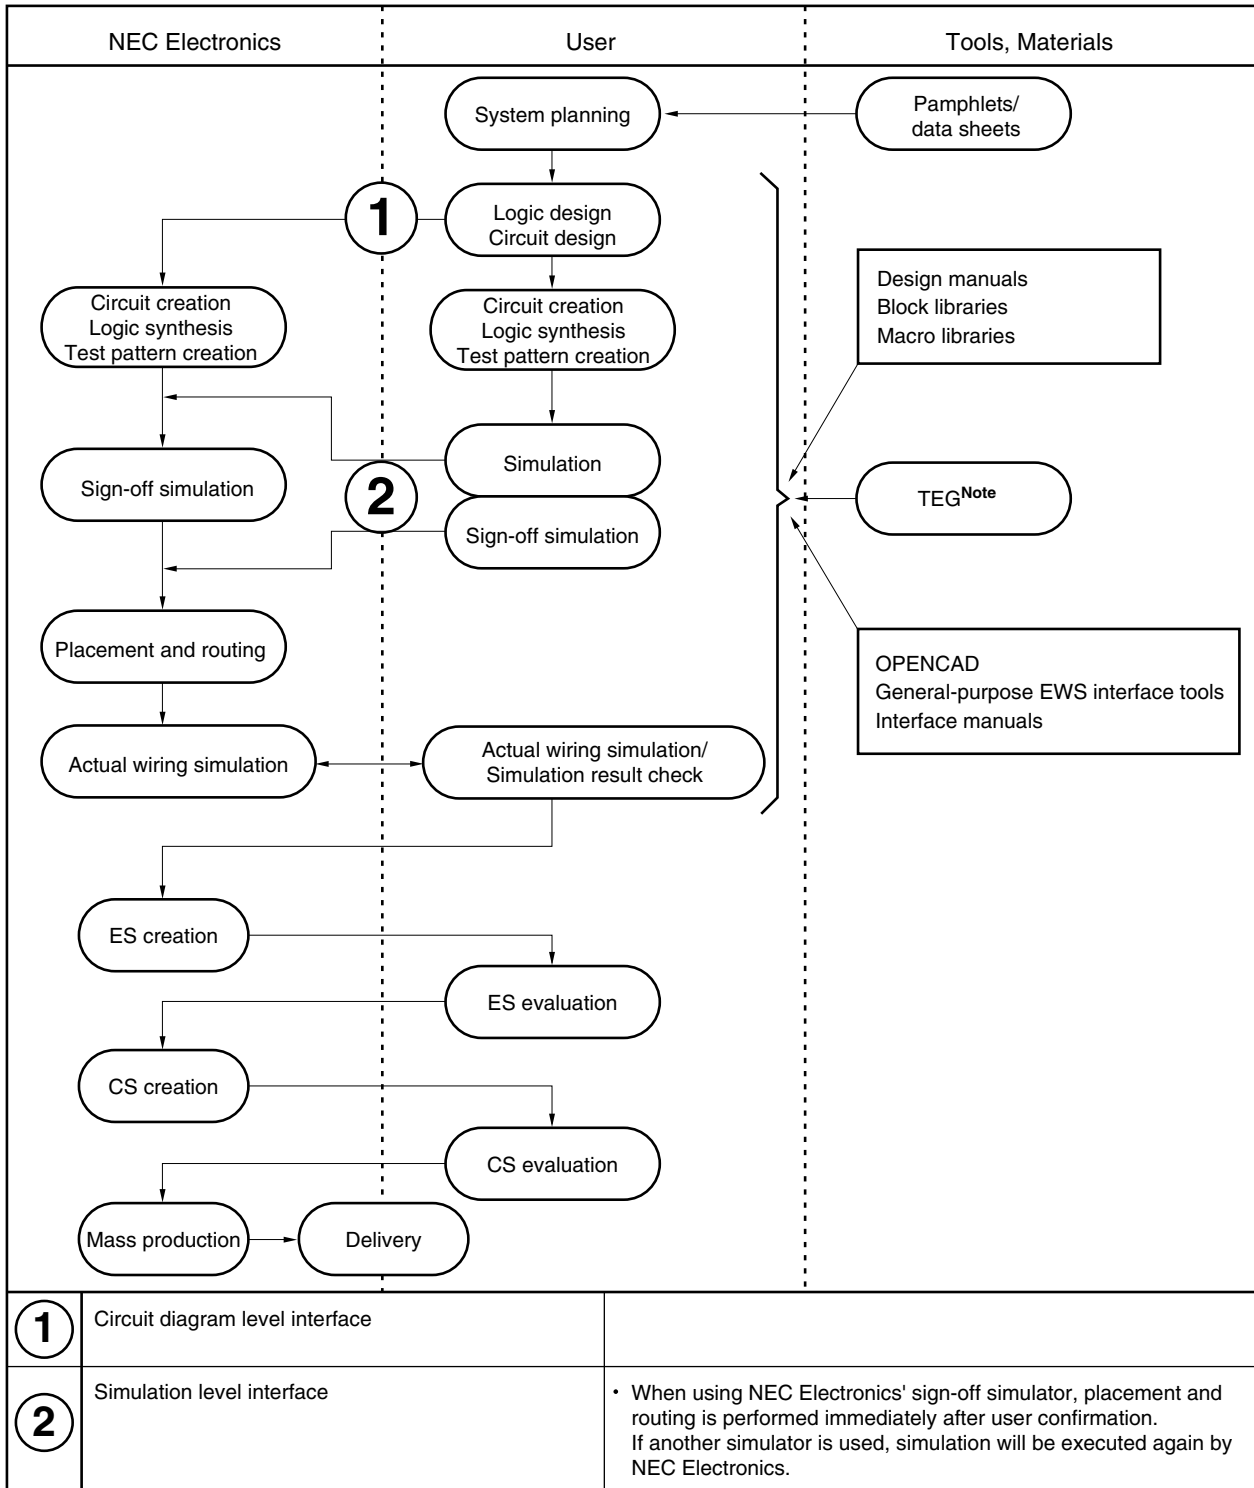 NEC Electronics
User
Tools, Materials
System planning
Pamphlets/
data sheets
1
Logic design
Circuit design
Design manuals
Block libraries
Macro libraries
Circuit creation
Logic synthesis
Test pattern creation
Circuit creation
Logic synthesis
Test pattern creation
Simulation
Sign-off simulation
2
TEGNote
Sign-off simulation
Placement and routing
OPENCAD
General-purpose EWS interface tools
Interface manuals
Actual wiring simulation
Actual wiring simulation/
Simulation result check
ES creation
ES evaluation
CS creation
CS evaluation
Mass production
Delivery
1
Circuit diagram level interface
2
Simulation level interface
• When using NEC Electronics' sign-off simulator, placement and
routing is performed immediately after user confirmation.
If another simulator is used, simulation will be executed again by
NEC Electronics.